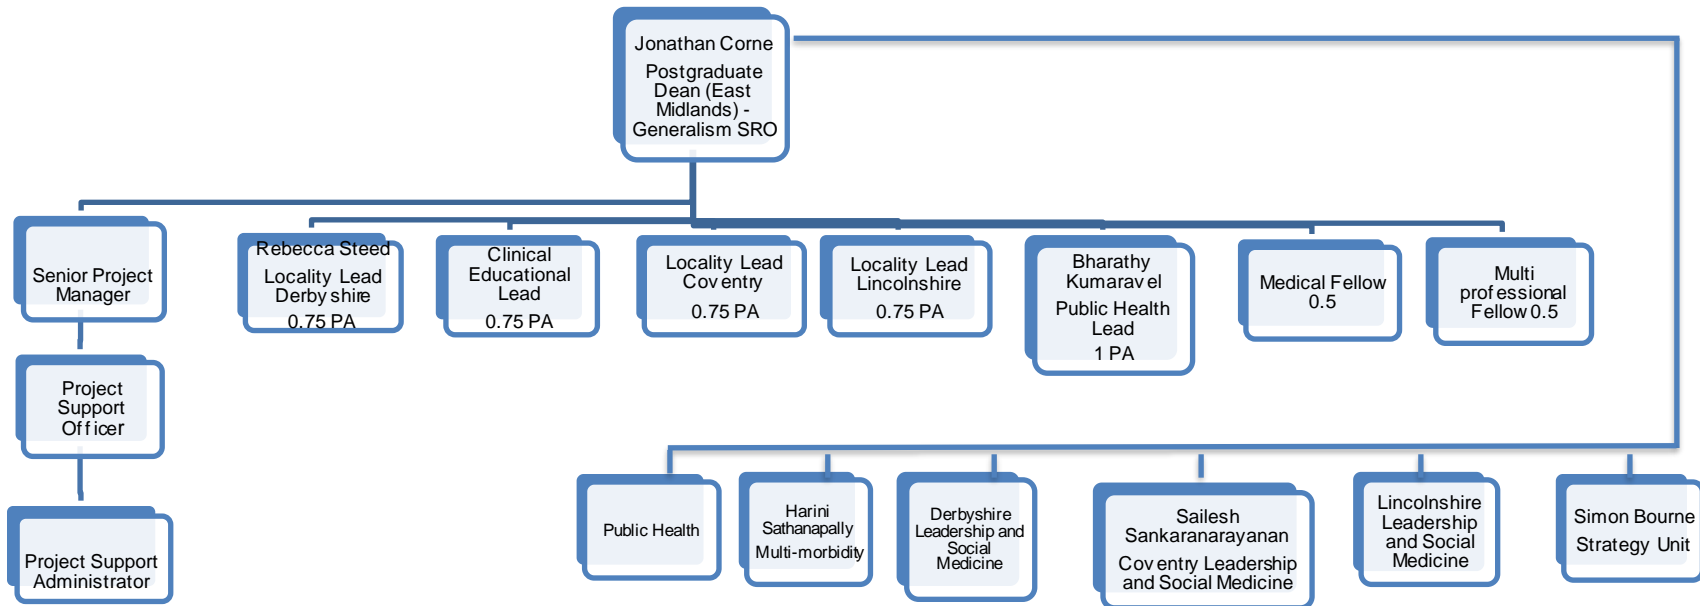 Jonathan Corne
Postgraduate
Dean (East
Midlands) -
Generalism SRO
Senior Project
Manager
Rebecca Steed
Locality Lead
Derbyshire
0.75 PA
Clinical
Educational
Lead
0.75 PA
Locality Lead
Coventry
0.75 PA
Locality Lead
Lincolnshire
0.75 PA
Bharathy
Kumaravel
Public Health
Lead
1 PA
Medical Fellow
0.5
Multi
professional
Fellow 0.5
Project
Support
Officer
Project Support
Administrator
Public Health
Harini
Sathanapally
Multi-morbidity
Derbyshire
Leadership and
Social
Medicine
Sailesh
Sankaranarayanan
Coventry Leadership
and Social Medicine
Lincolnshire
Leadership
and Social
Medicine
Simon Bourne
Strategy Unit